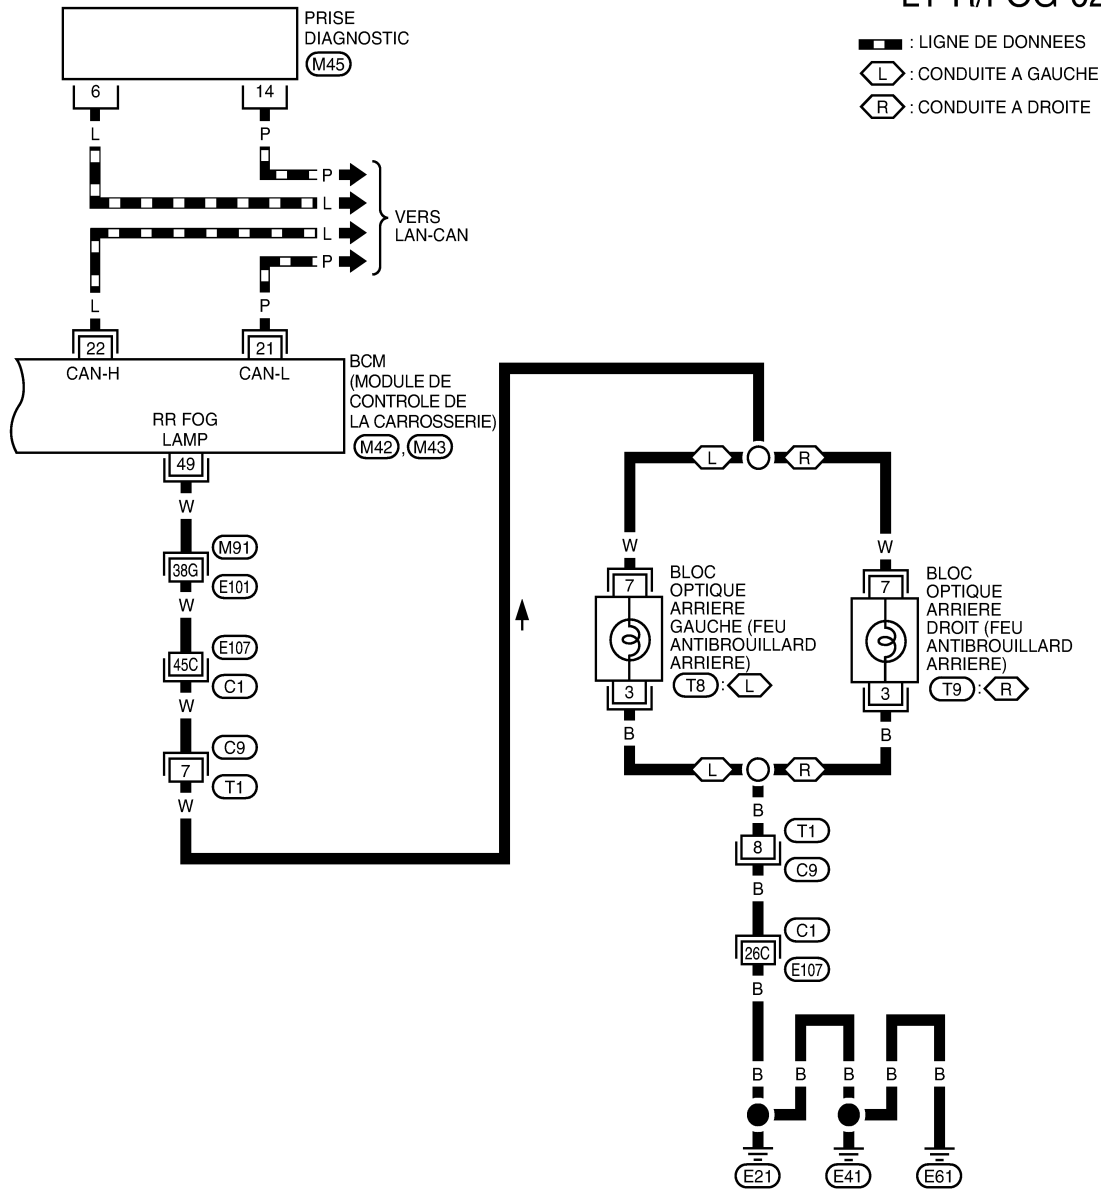 PRISE
DIAGNOSTIC
M45
: LIGNE DE DONNEES
L : CONDUITE A GAUCHE
R : CONDUITE A DROITE
6
14
L
P
P
L
L
P
VERS
LAN-CAN
L
P
22
21
CAN-H
CAN-L
BCM
(MODULE DE
CONTROLE DE
LA CARROSSERIE)
M42 , M43
RR FOG
LAMP
49
W
M91
38G
E101
W
E107
45C
C1
W
C9
7
T1
W
L
R
W
W
7
7
BLOC
OPTIQUE
ARRIERE
GAUCHE (FEU
ANTIBROUILLARD
ARRIERE)
T8 : L
BLOC
OPTIQUE
ARRIERE
DROIT (FEU
ANTIBROUILLARD
ARRIERE)
T9 : R
3
3
B
B
L
R
B
T1
8
C9
B
C1
26C
E107
B
B
B
B
B
B
E21
E41
E61